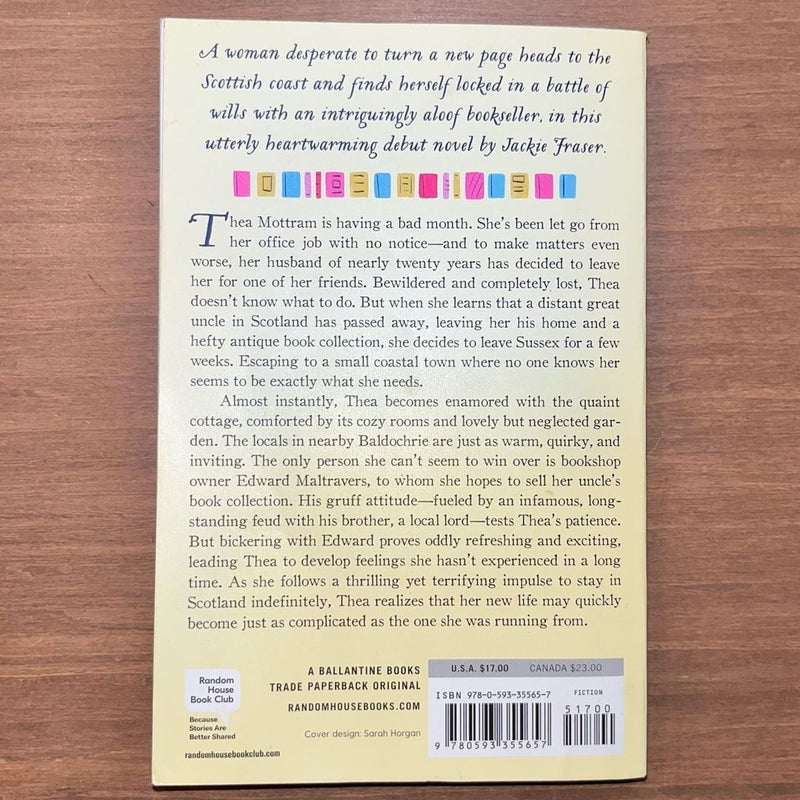 A woman desperate to turn a new page heads to the
Scottish coast and finds herself locked in a battle of
wills with an intriguingly aloof bookseller, in this
utterly heartwarming debut novel by Jackie Fraser.
Thea Mottram is having a bad month. She's been let go from
her office job with no notice—and to make matters even
worse, her husband of nearly twenty years has decided to leave
her for one of her friends. Bewildered and completely lost, Thea
doesn't know what to do. But when she learns that a distant great
uncle in Scotland has passed away, leaving her his home and a
hefty antique book collection, she decides to leave Sussex for a few
weeks. Escaping to a small coastal town where no one knows her
seems to be exactly what she needs.
Almost instantly, Thea becomes enamored with the quaint
cottage, comforted by its cozy rooms and lovely but neglected gar-
den. The locals in nearby Baldochrie are just as warm, quirky, and
inviting. The only person she can't seem to win over is bookshop
owner Edward Maltravers, to whom she hopes to sell her uncle's
book collection. His gruff attitude—fueled by an infamous, long-
standing feud with his brother, a local lord—tests Thea's patience.
But bickering with Edward proves oddly refreshing and exciting,
leading Thea to develop feelings she hasn't experienced in a long
time. As she follows a thrilling yet terrifying impulse to stay in
Scotland indefinitely, Thea realizes that her new life may quickly
become just as complicated as the one she was running from.
Random
House
Book Club
Because
Stories Are
Better Shared
randomhousebookclub.com
A BALLANTINE BOOKS
TRADE PAPERBACK ORIGINAL
RANDOMHOUSEBOOKS.COM
Cover design: Sarah Horgan
U.S.A. $17.00 CANADA $23.00
ISBN 978-0-593-35565-7
FICTION
51700
9 780593 355657